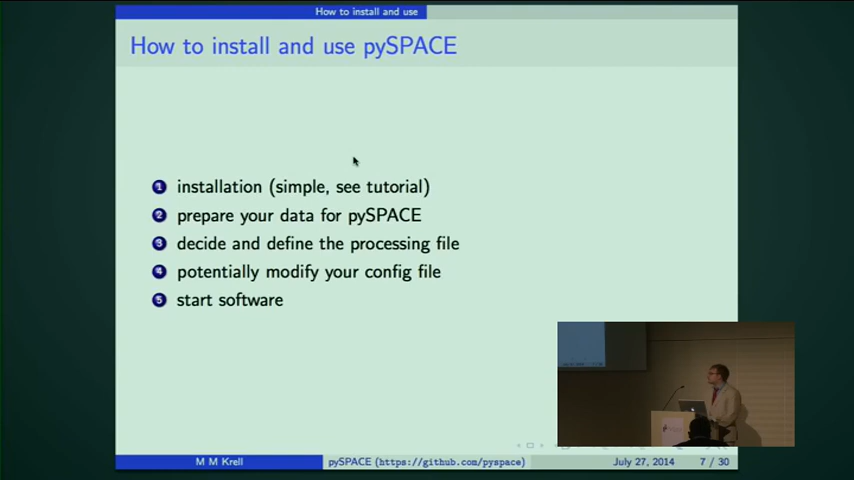 How to install and use
How to install and use pySPACE
1 installation (simple, see tutorial)
2 prepare your data for pySPACE
3 decide and define the processing file
4 potentially modify your config file
5 start software
M M Krell
pySPACE (https://github.com/pyspace)
July 27, 2014
7 / 30